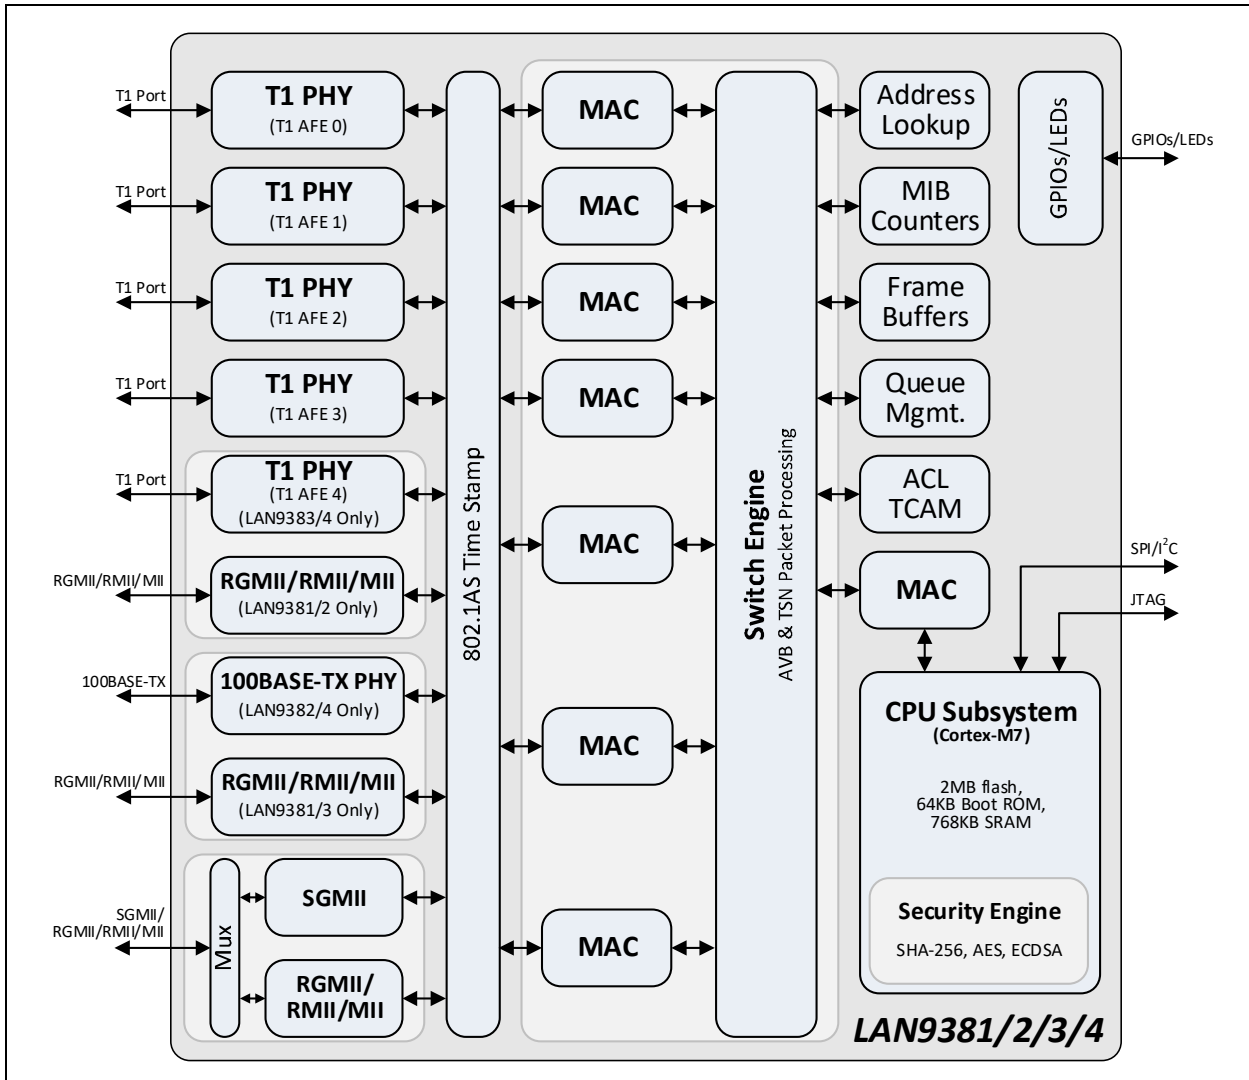 T1 Port
T1 PHY
(T1 AFE 0)
T1 Port
T1 PHY
(T1 AFE 1)
T1 Port
T1 PHY
(T1 AFE 2)
T1 Port
T1 PHY
(T1 AFE 3)
T1 Port
T1 PHY
(T1 AFE 4)
(LAN9383/4 Only)
RGMII/RMII/MII
RGMII/RMII/MII
(LAN9381/2 Only)
100BASE-TX
100BASE-TX PHY
(LAN9382/4 Only)
RGMII/RMII/MII
RGMII/RMII/MII
(LAN9381/3 Only)
SGMII/
RGMII/RMII/MII
Mux
SGMII
RGMII/
RMII/MII
802.1AS Time Stamp
MAC
MAC
MAC
MAC
MAC
MAC
MAC
Switch Engine
AVB & TSN Packet Processing
Address
Lookup
MIB
Counters
Frame
Buffers
Queue
Mgmt.
ACL
TCAM
MAC
GPIOs/LEDs
GPIOs/LEDs
SPI/I²C
JTAG
CPU Subsystem
(Cortex-M7)
2MB flash,
64KB Boot ROM,
768KB SRAM
Security Engine
SHA-256, AES, ECDSA
LAN9381/2/3/4